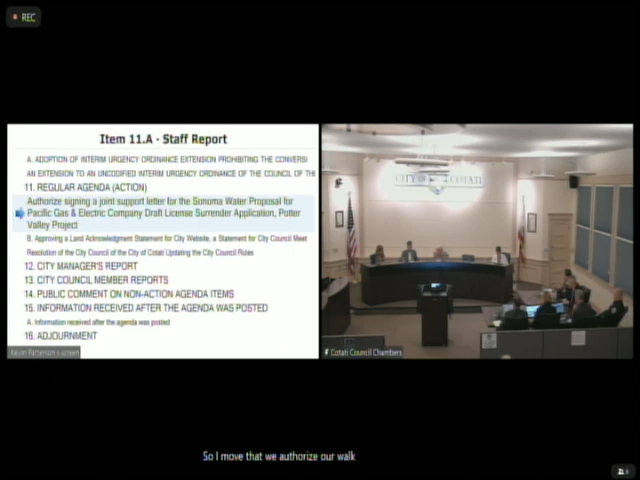 REC
Item 11.A - Staff Report
A. ADOPTION OF INTERIM URGENCY ORDINANCE EXTENSION PROHIBITING THE CONVERSI
AN EXTENSION TO AN UNCODIFIED INTERIM URGENCY ORDINANCE OF THE COUNCIL OF TH
11. REGULAR AGENDA (ACTION)
Authorize signing a joint support letter for the Sonoma Water Proposal for
Pacific Gas & Electric Company Draft License Surrender Application, Potter
Valley Project
B. Approving a Land Acknowledgment Statement for City Website, a Statement for City Council Meet
Resolution of the City Council of the City of Cotati Updating the City Council Rules
12. CITY MANAGER'S REPORT
13. CITY COUNCIL MEMBER REPORTS
14. PUBLIC COMMENT ON NON-ACTION AGENDA ITEMS
15. INFORMATION RECEIVED AFTER THE AGENDA WAS POSTED
A. Information received after the agenda was posted
16. ADJOURNMENT
CITY OF COTATI
Cotati Council Chambers
So I move that we authorize our walk